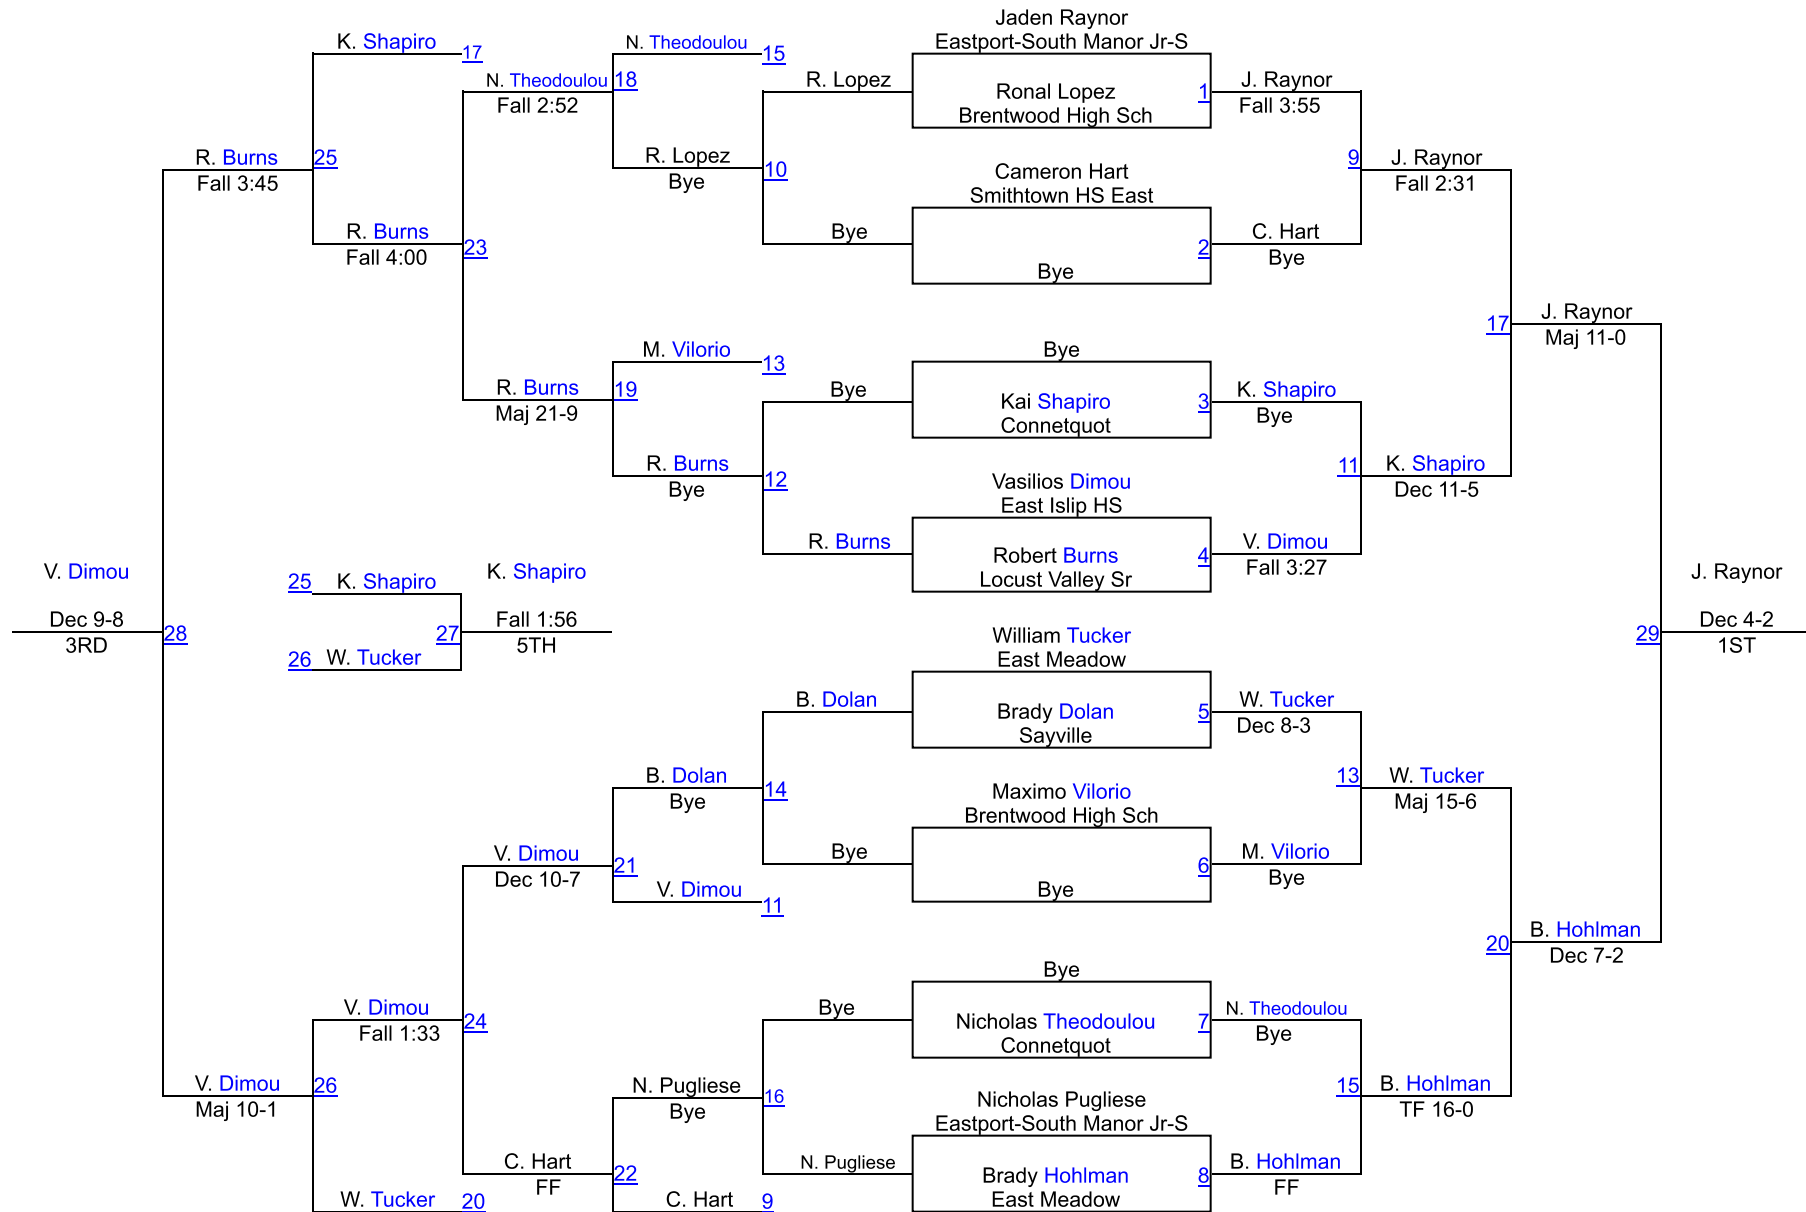 Jaden Raynor
Eastport-South Manor Jr-S
K. Shapiro
17
N. Theodoulou
15
N. Theodoulou
18
Fall 2:52
R. Lopez
Ronal Lopez
1
Brentwood High Sch
J. Raynor
Fall 3:55
R. Burns
25
Fall 3:45
R. Lopez
10
Bye
Cameron Hart
Smithtown HS East
9
J. Raynor
Fall 2:31
R. Burns
23
Fall 4:00
Bye
2
Bye
C. Hart
Bye
17
J. Raynor
Maj 11-0
M. Vilorio
13
Bye
R. Burns
19
Maj 21-9
Bye
Kai Shapiro
3
Connetquot
K. Shapiro
Bye
R. Burns
12
Bye
Vasilios Dimou
East Islip HS
11
K. Shapiro
Dec 11-5
R. Burns
Robert Burns
4
Locust Valley Sr
V. Dimou
Fall 3:27
V. Dimou
Dec 9-8
28
3RD
25
K. Shapiro
26
W. Tucker
27
K. Shapiro
Fall 1:56
5TH
J. Raynor
29
Dec 4-2
1ST
William Tucker
East Meadow
B. Dolan
Brady Dolan
5
Sayville
W. Tucker
Dec 8-3
B. Dolan
14
Bye
Maximo Vilorio
Brentwood High Sch
13
W. Tucker
Maj 15-6
V. Dimou
21
Dec 10-7
Bye
6
Bye
M. Vilorio
Bye
V. Dimou
11
20
B. Hohlman
Dec 7-2
Bye
V. Dimou
24
Fall 1:33
Bye
Nicholas Theodoulou
7
Connetquot
N. Theodoulou
Bye
V. Dimou
26
Maj 10-1
N. Pugliese
16
Bye
Nicholas Pugliese
Eastport-South Manor Jr-S
15
B. Hohlman
TF 16-0
C. Hart
22
FF
N. Pugliese
Brady Hohlman
8
East Meadow
B. Hohlman
FF
W. Tucker
20
C. Hart
9